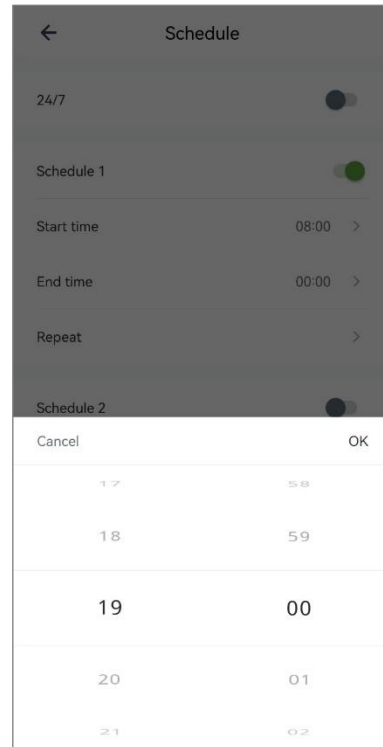 Schedule
24/7
Schedule 1
Start time 08:00 >
End time 00:00 >
Repeat >
Schedule 2
Cancel OK
17 58
18 59
19 00
20 01
21 02